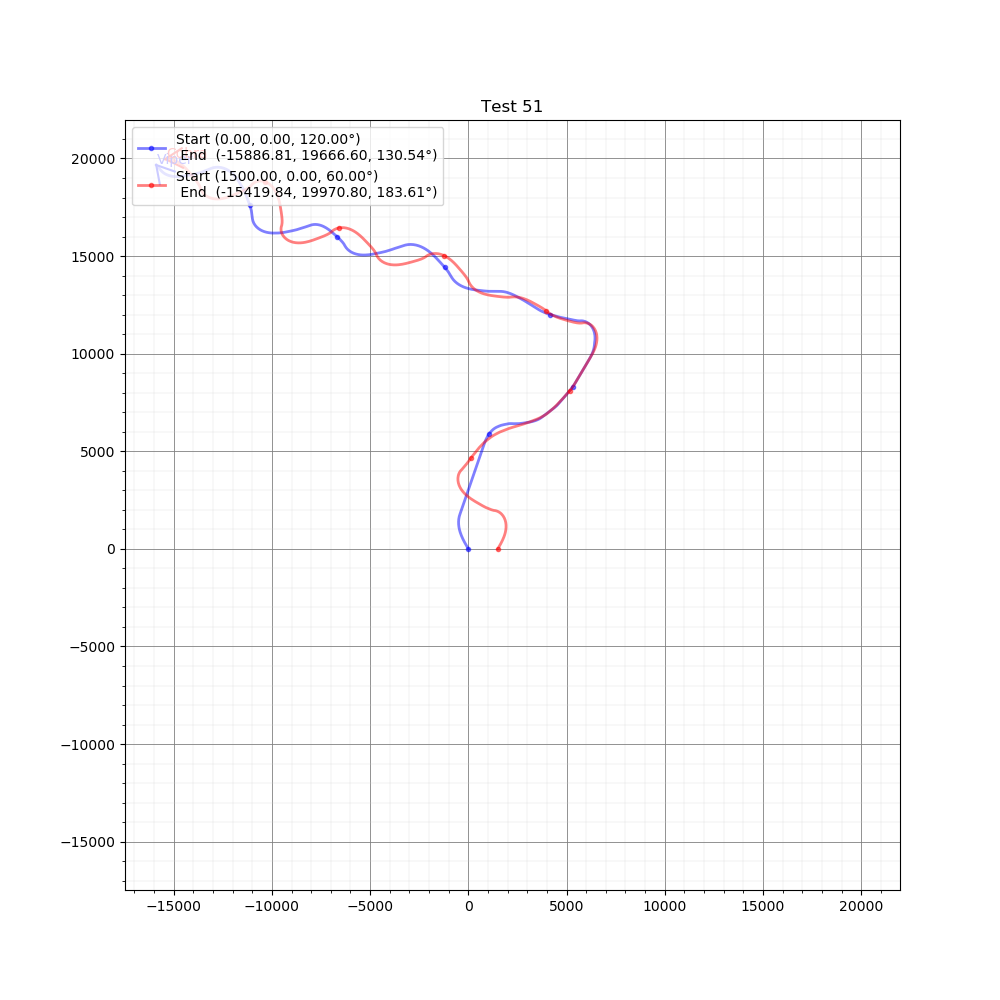 Test 51
Start (0.00, 0.00, 120.00°)
End (-15886.81, 19666.60, 130.54°)
Start (1500.00, 0.00, 60.00°)
End (-15419.84, 19970.80, 183.61°)
20000
15000
10000
5000
0
−5000
−10000
−15000
−15000 −10000 −5000 0 5000 10000 15000 20000